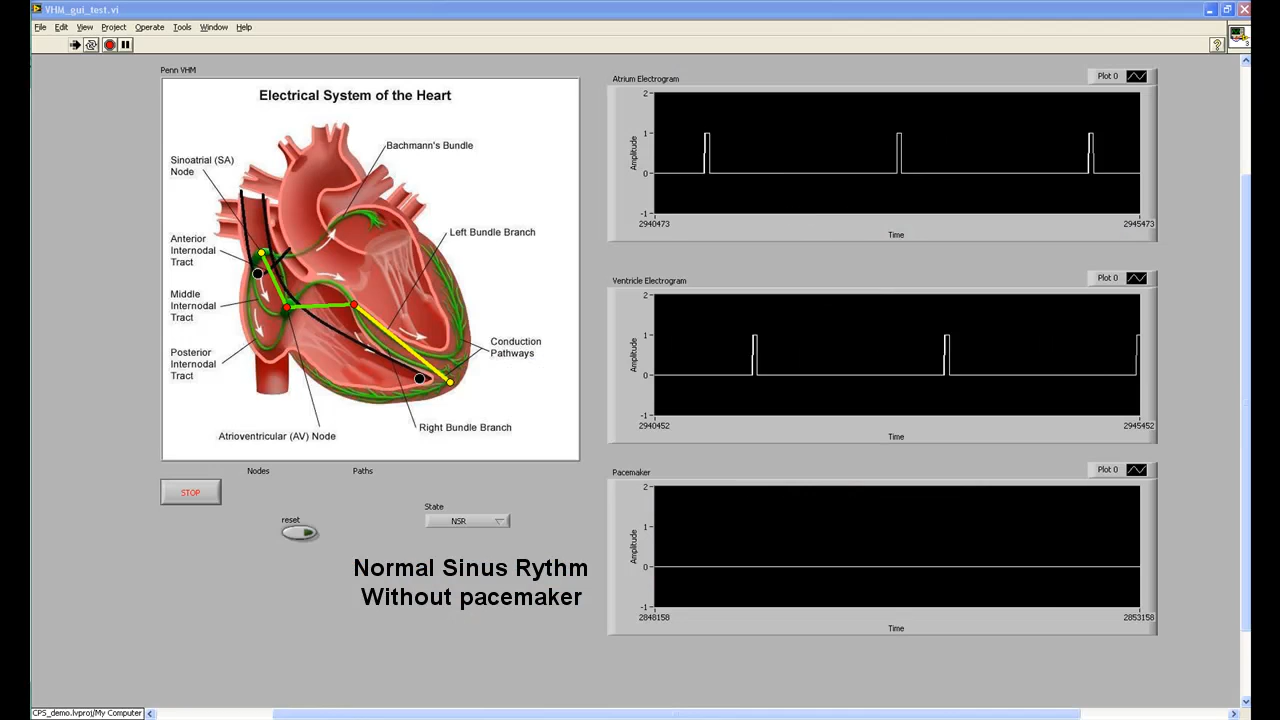 VHM_gui_test.vi
File Edit View Project Operate Tools Window Help
3
Penn VHM
Electrical System of the Heart
Bachmann's Bundle
Sinoatrial (SA)
Node
Left Bundle Branch
Anterior
Internodal
Tract
Middle
Internodal
Tract
Conduction
Pathways
Posterior
Internodal
Tract
Right Bundle Branch
Atrioventricular (AV) Node
Nodes Paths
STOP
reset
State
NSR
Normal Sinus Rythm
Without pacemaker
Atrium Electrogram
Plot 0
Amplitude
2
1
0
-1
2940473 2945473
Time
Ventricle Electrogram
Plot 0
Amplitude
2
1
0
-1
2940452 2945452
Time
Pacemaker
Plot 0
Amplitude
2
1
0
-1
2848158 2853158
Time
CPS_demo.lvproj/My Computer